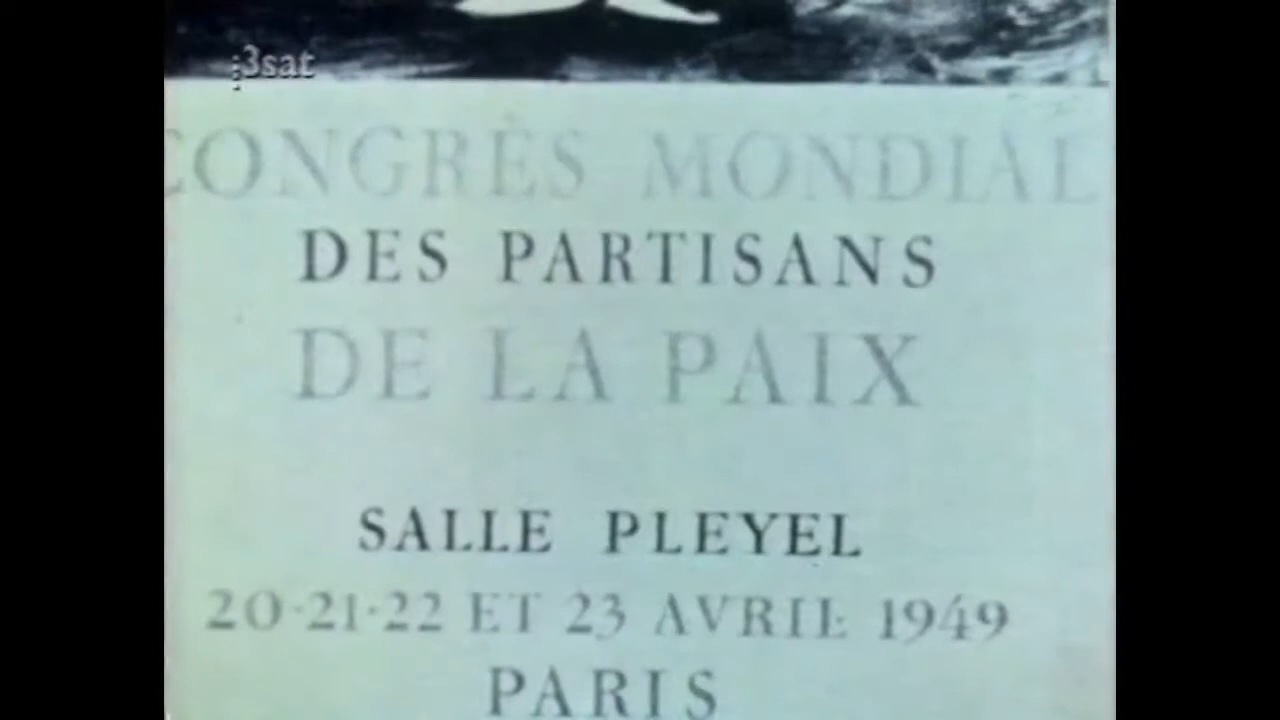 3sat
CONGRÈS MONDIAL
DES PARTISANS
DE LA PAIX
SALLE PLEYEL
20-21-22 ET 23 AVRIL 1949
PARIS